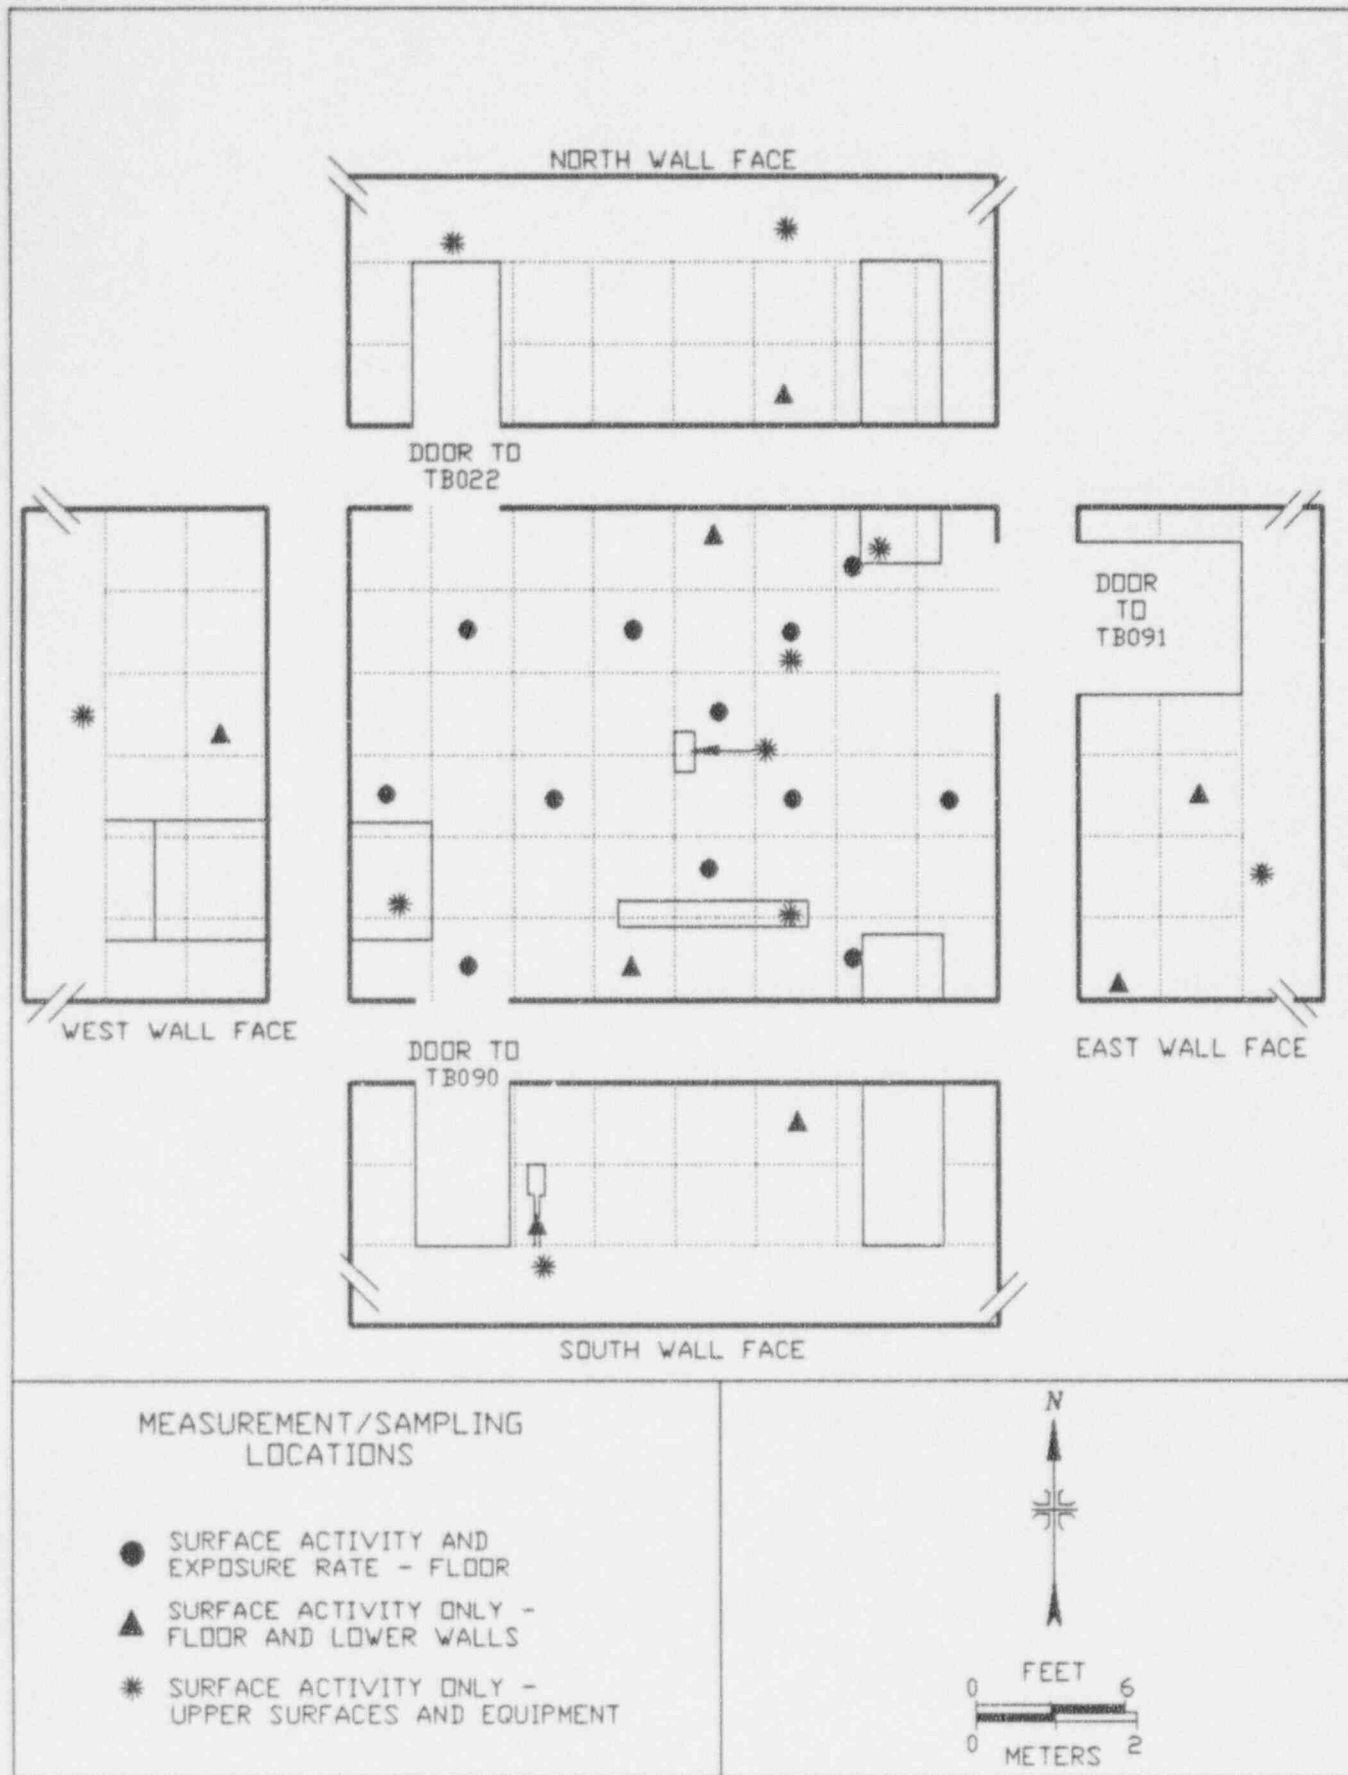 NORTH WALL FACE
DOOR TO
TB022
DOOR
TO
TB091
WEST WALL FACE
DOOR TO
TB090
EAST WALL FACE
SOUTH WALL FACE
MEASUREMENT/SAMPLING
LOCATIONS
SURFACE ACTIVITY AND
EXPOSURE RATE - FLOOR
SURFACE ACTIVITY ONLY -
FLOOR AND LOWER WALLS
SURFACE ACTIVITY ONLY -
UPPER SURFACES AND EQUIPMENT
N
FEET
0 6
0 2
METERS